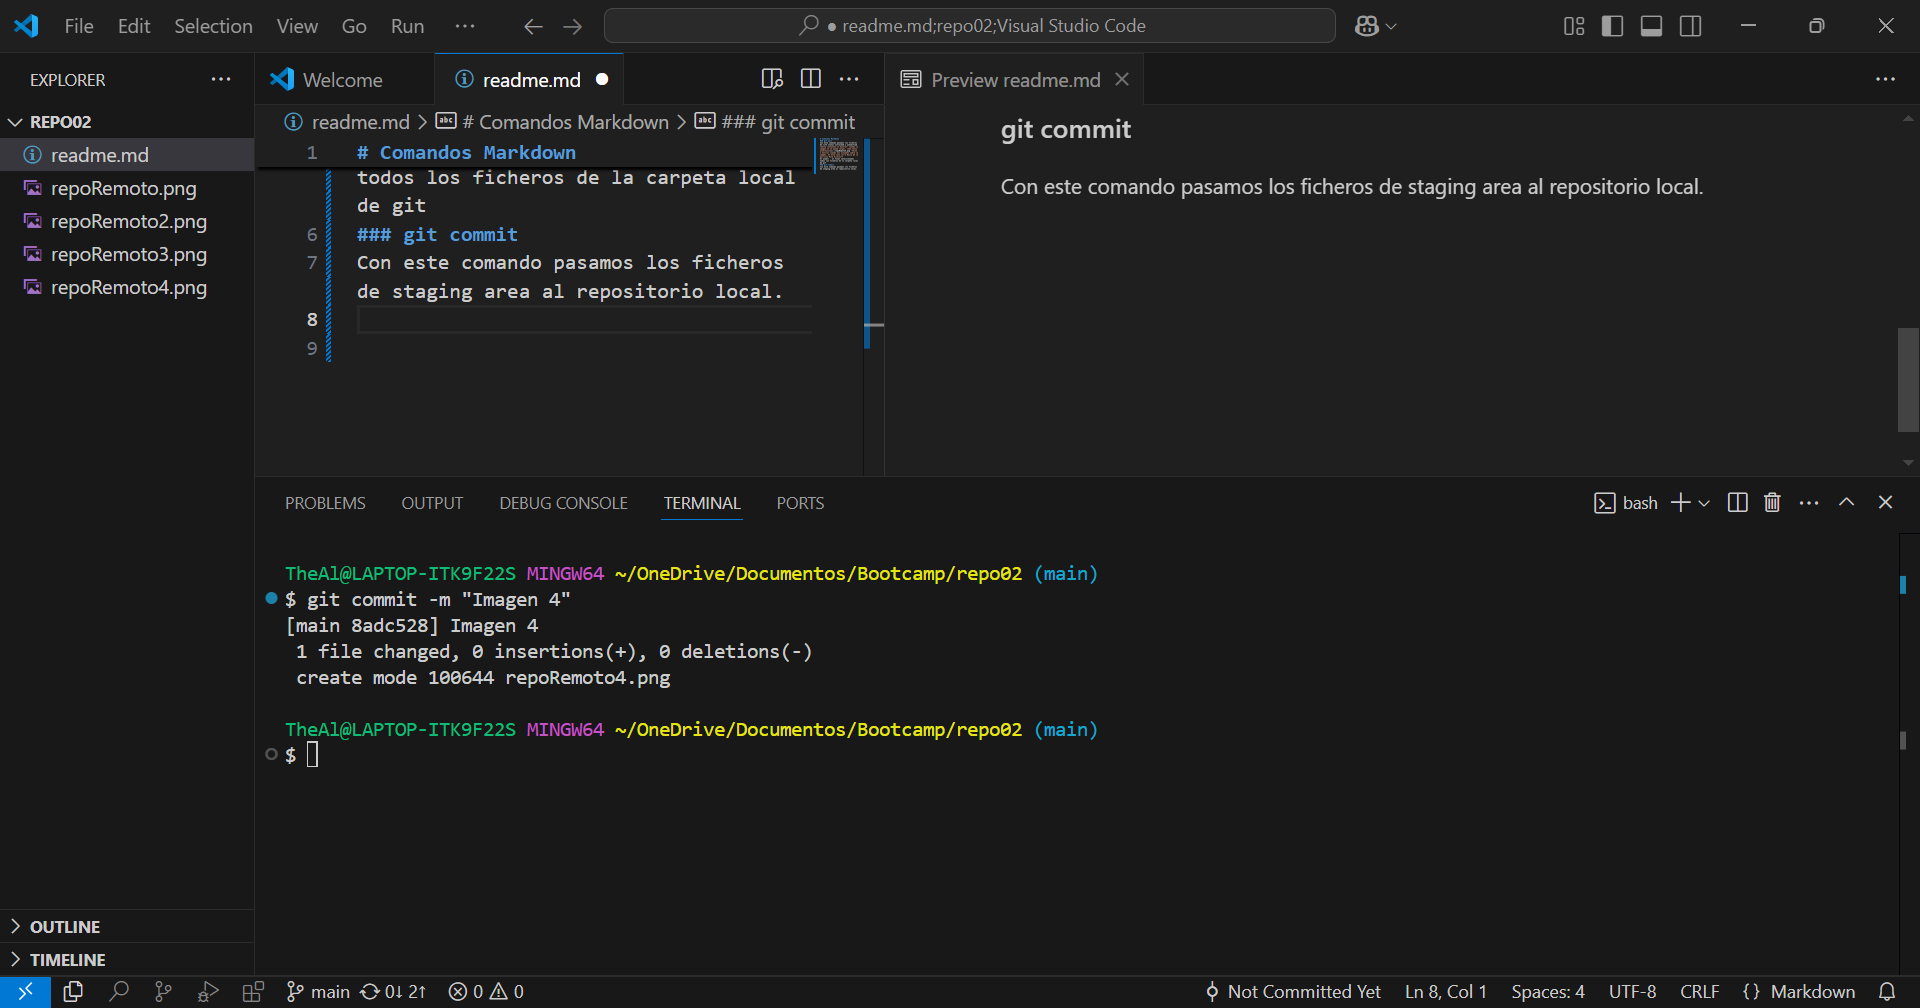 File Edit Selection View Go Run ···
● readme.md;repo02;Visual Studio Code
EXPLORER ···
REPO02
readme.md
repoRemoto.png
repoRemoto2.png
repoRemoto3.png
repoRemoto4.png
OUTLINE
TIMELINE
Welcome readme.md ●
readme.md > # Comandos Markdown > ### git commit
1 # Comandos Markdown
todos los ficheros de la carpeta local
de git
6 ### git commit
7 Con este comando pasamos los ficheros
de staging area al repositorio local.
8
9
Preview readme.md
git commit
Con este comando pasamos los ficheros de staging area al repositorio local.
PROBLEMS OUTPUT DEBUG CONSOLE TERMINAL PORTS
bash
TheAl@LAPTOP-ITK9F22S MINGW64 ~/OneDrive/Documentos/Bootcamp/repo02 (main)
$ git commit -m "Imagen 4"
[main 8adc528] Imagen 4
1 file changed, 0 insertions(+), 0 deletions(-)
create mode 100644 repoRemoto4.png
TheAl@LAPTOP-ITK9F22S MINGW64 ~/OneDrive/Documentos/Bootcamp/repo02 (main)
$
main 0↓ 2↑ 0 0 Not Committed Yet Ln 8, Col 1 Spaces: 4 UTF-8 CRLF {} Markdown